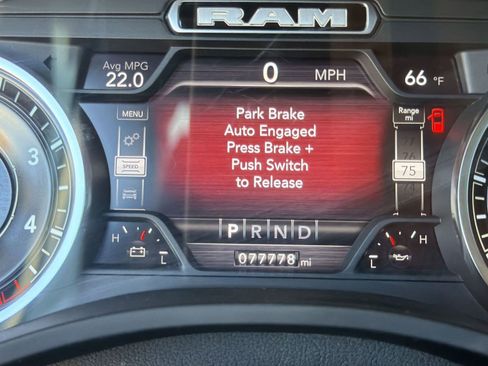 RAM
Avg MPG
22.0
0 MPH
66 °F
MENU
Park Brake
Auto Engaged
Press Brake +
Push Switch
to Release
Range
mi
75
SPEED
3
4
PRND
H
L
077778 mi
H
L